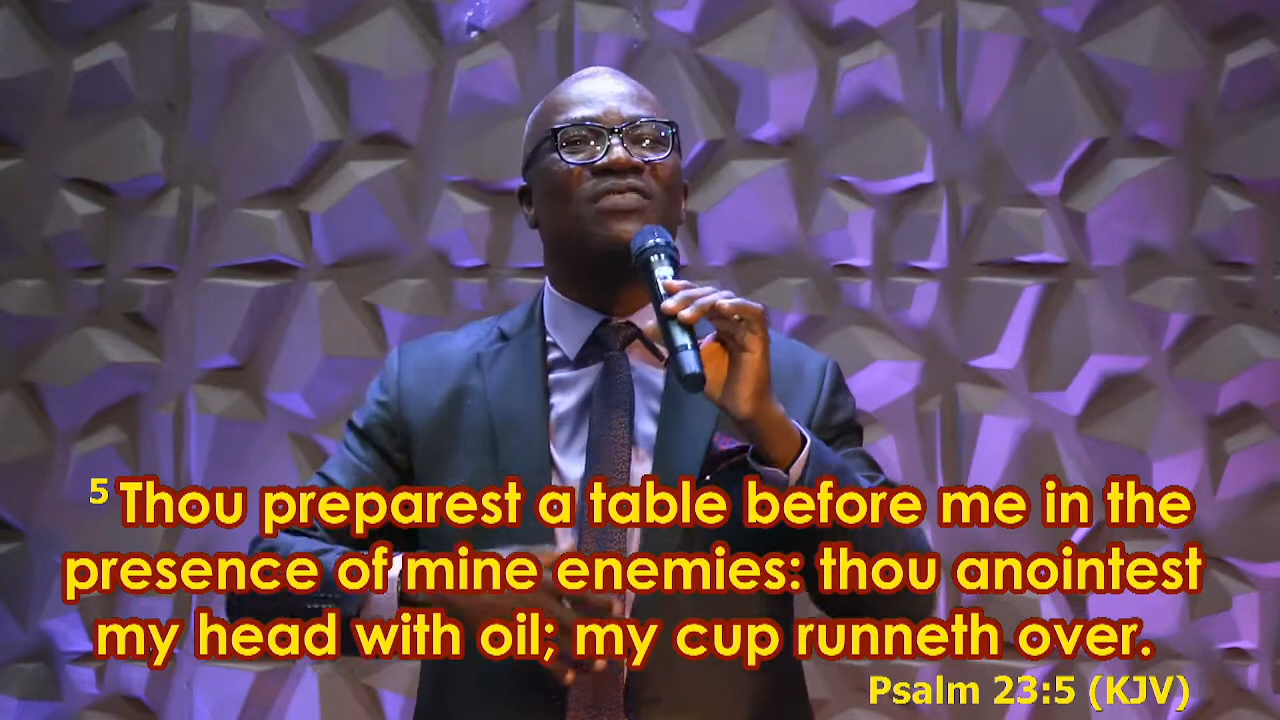 5 Thou preparest a table before me in the
presence of mine enemies: thou anointest
my head with oil; my cup runneth over.
Psalm 23:5 (KJV)